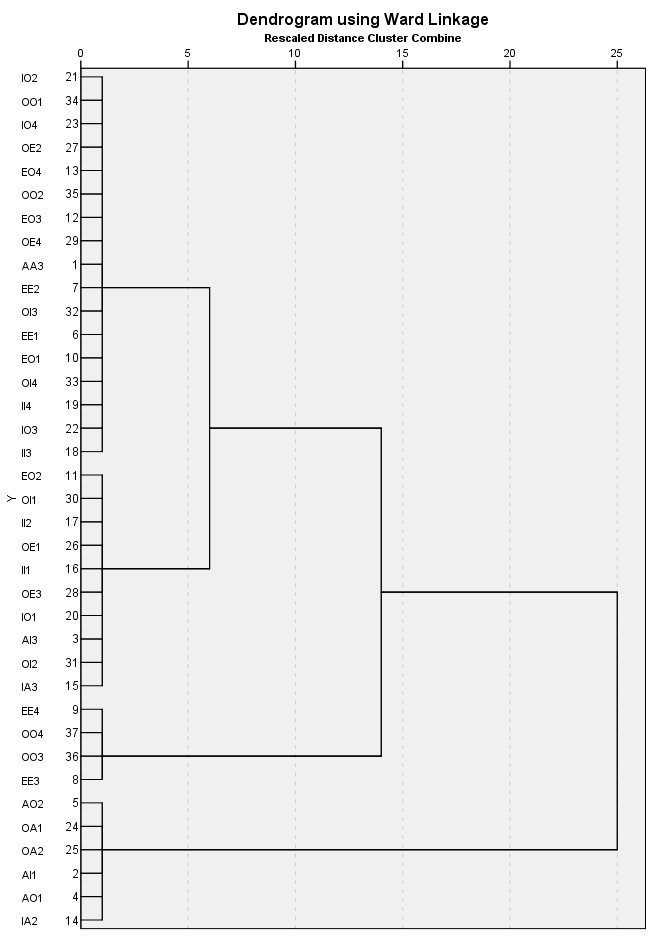 Dendrogram using Ward Linkage
Rescaled Distance Cluster Combine
0 5 10 15 20 25
IO2 21
OO1 34
IO4 23
OE2 27
EO4 13
OO2 35
EO3 12
OE4 29
AA3 1
EE2 7
OI3 32
EE1 6
EO1 10
OI4 33
II4 19
IO3 22
II3 18
EO2 11
Y
OI1 30
II2 17
OE1 26
II1 16
OE3 28
IO1 20
AI3 3
OI2 31
IA3 15
EE4 9
OO4 37
OO3 36
EE3 8
AO2 5
OA1 24
OA2 25
AI1 2
AO1 4
IA2 14